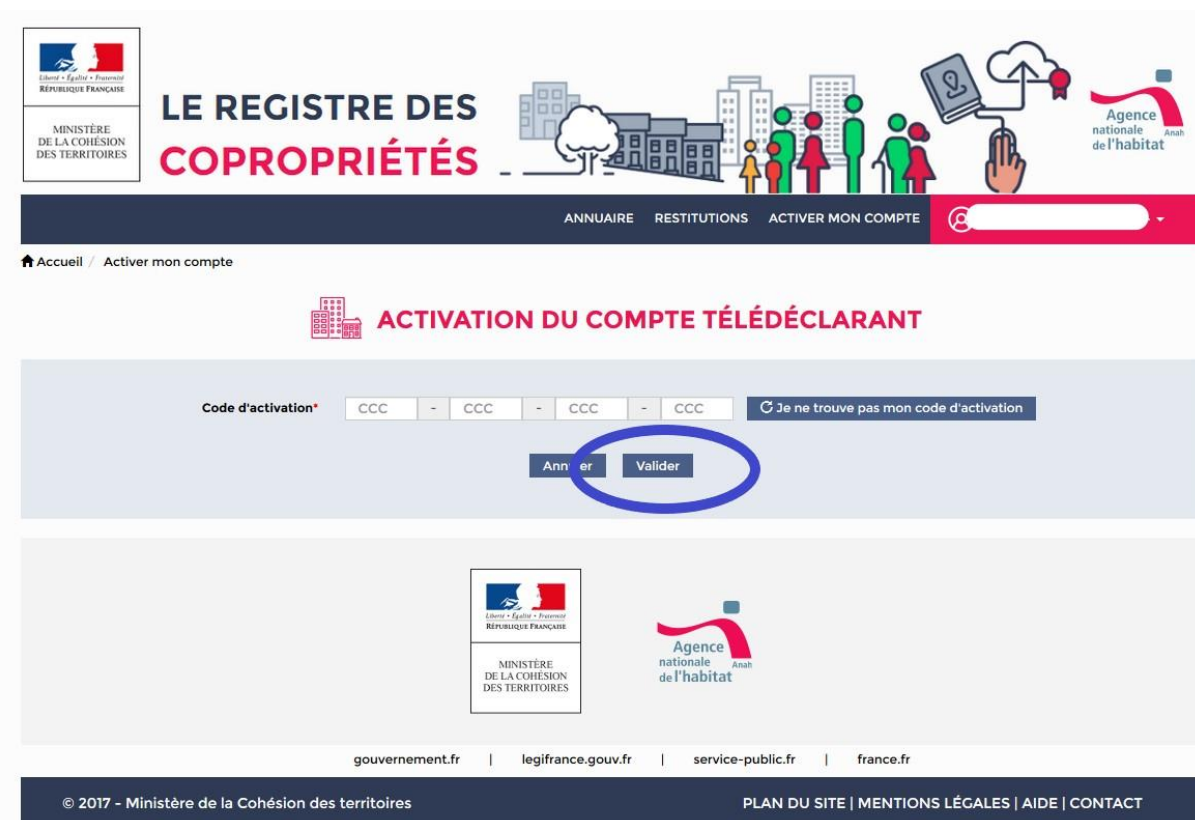 Liberté • Égalité • Fraternité
RÉPUBLIQUE FRANÇAISE
MINISTÈRE
DE LA COHÉSION
DES TERRITOIRES
LE REGISTRE DES
COPROPRIÉTÉS
Agence
nationale Anah
de l'habitat
ANNUAIRE RESTITUTIONS ACTIVER MON COMPTE
Accueil / Activer mon compte
ACTIVATION DU COMPTE TÉLÉDÉCLARANT
Code d'activation* CCC - CCC - CCC - CCC Je ne trouve pas mon code d'activation
Annuler Valider
Liberté • Égalité • Fraternité
RÉPUBLIQUE FRANÇAISE
MINISTÈRE
DE LA COHÉSION
DES TERRITOIRES
Agence
nationale Anah
de l'habitat
gouvernement.fr | legifrance.gouv.fr | service-public.fr | france.fr
© 2017 - Ministère de la Cohésion des territoires PLAN DU SITE | MENTIONS LÉGALES | AIDE | CONTACT